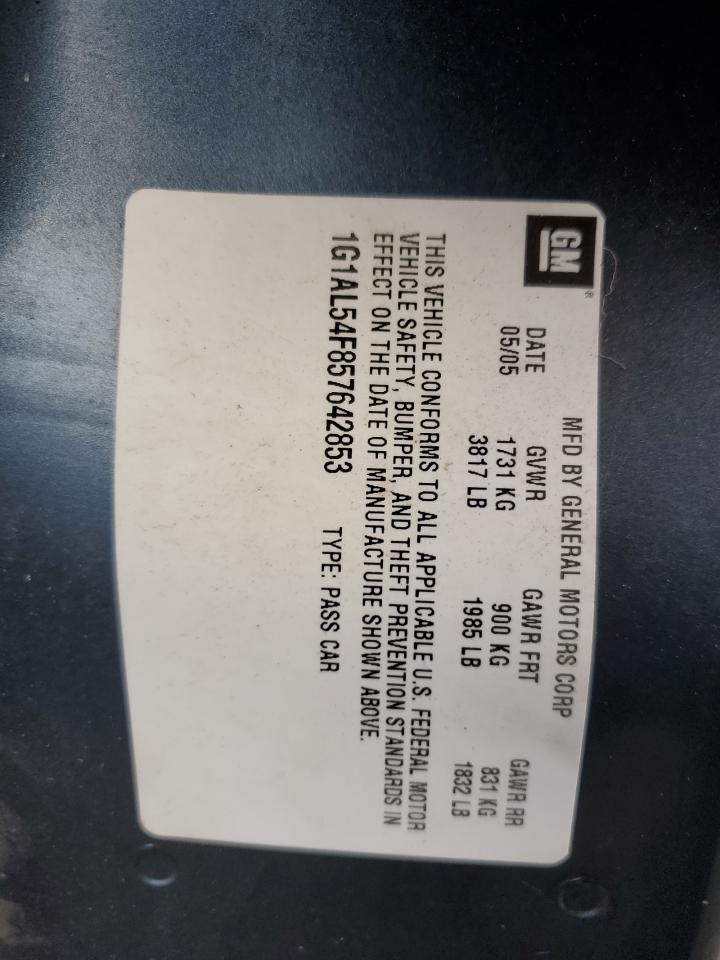 GM®
MFD BY GENERAL MOTORS CORP
DATE GVWR GAWR FRT GAWR RR
05/05 1731 KG 900 KG 831 KG
3817 LB 1985 LB 1832 LB
THIS VEHICLE CONFORMS TO ALL APPLICABLE U.S. FEDERAL MOTOR
VEHICLE SAFETY, BUMPER, AND THEFT PREVENTION STANDARDS IN
EFFECT ON THE DATE OF MANUFACTURE SHOWN ABOVE.
1G1AL54F857642853 TYPE: PASS CAR